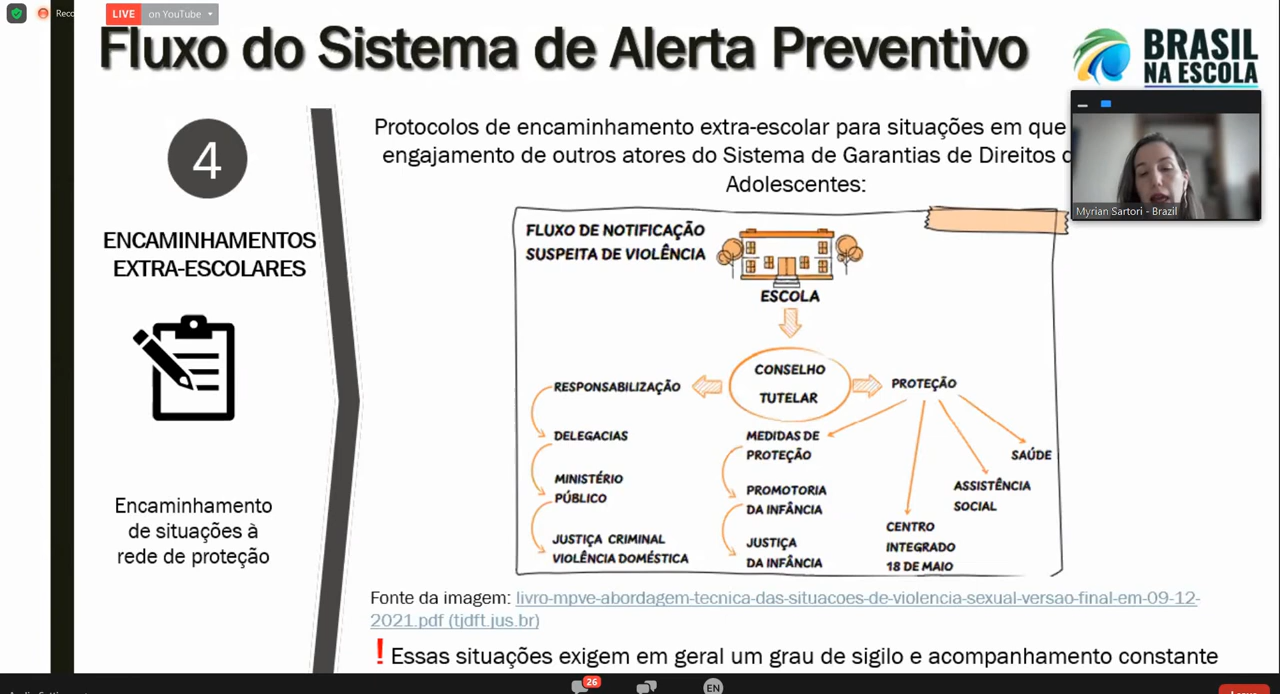 LIVE on YouTube
Fluxo do Sistema de Alerta Preventivo
BRASIL
NA ESCOLA
4
ENCAMINHAMENTOS
EXTRA-ESCOLARES
Encaminhamento
de situações à
rede de proteção
Protocolos de encaminhamento extra-escolar para situações em que
engajamento de outros atores do Sistema de Garantias de Direitos
Adolescentes:
Myrian Sartori - Brazil
FLUXO DE NOTIFICAÇÃO
SUSPEITA DE VIOLÊNCIA
ESCOLA
CONSELHO
TUTELAR
RESPONSABILIZAÇÃO
DELEGACIAS
MINISTÉRIO
PÚBLICO
JUSTIÇA CRIMINAL
VIOLÊNCIA DOMÉSTICA
PROTEÇÃO
MEDIDAS DE
PROTEÇÃO
PROMOTORIA
DA INFÂNCIA
JUSTIÇA
DA INFÂNCIA
CENTRO
INTEGRADO
18 DE MAIO
ASSISTÊNCIA
SOCIAL
SAÚDE
Fonte da imagem: livro-mpve-abordagem-tecnica-das-situacoes-de-violencia-sexual-versao-final-em-09-12-
2021.pdf (tjdft.jus.br)
! Essas situações exigem em geral um grau de sigilo e acompanhamento constante
26
EN